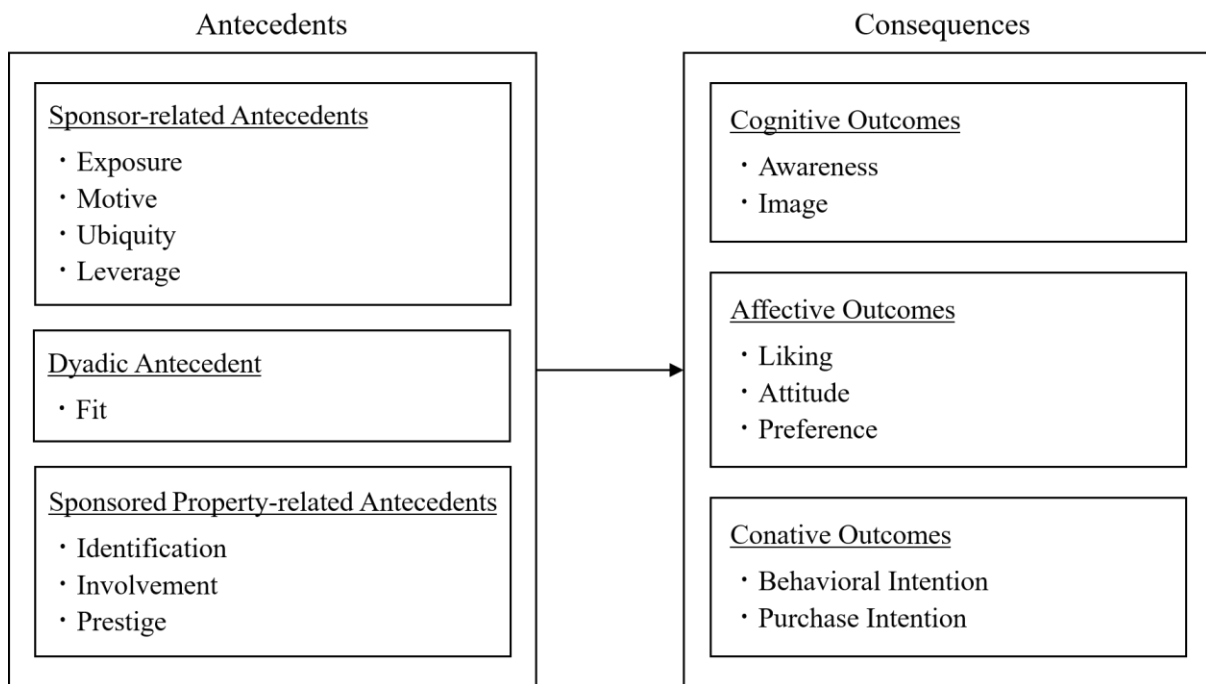 Antecedents
Sponsor-related Antecedents
・Exposure
・Motive
・Ubiquity
・Leverage
Dyadic Antecedent
・Fit
Sponsored Property-related Antecedents
・Identification
・Involvement
・Prestige
Consequences
Cognitive Outcomes
・Awareness
・Image
Affective Outcomes
・Liking
・Attitude
・Preference
Conative Outcomes
・Behavioral Intention
・Purchase Intention